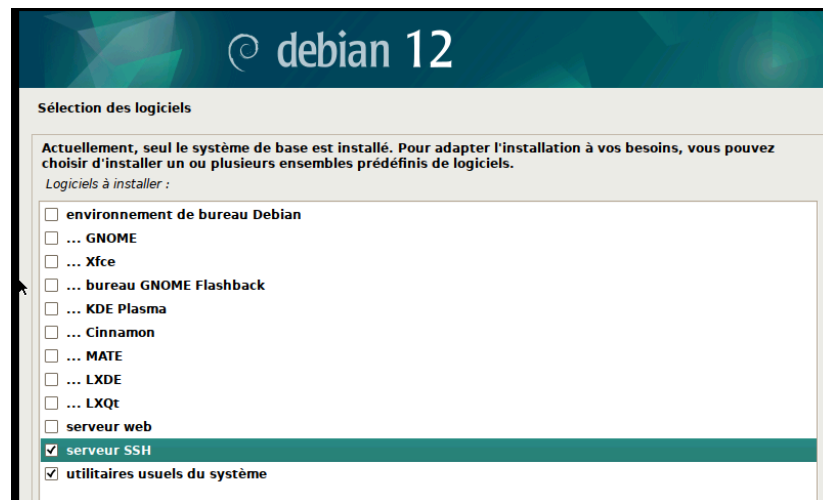 debian 12
Sélection des logiciels
Actuellement, seul le système de base est installé. Pour adapter l'installation à vos besoins, vous pouvez
choisir d'installer un ou plusieurs ensembles prédéfinis de logiciels.
Logiciels à installer :
environnement de bureau Debian
... GNOME
... Xfce
... bureau GNOME Flashback
... KDE Plasma
... Cinnamon
... MATE
... LXDE
... LXQt
serveur web
serveur SSH
utilitaires usuels du système